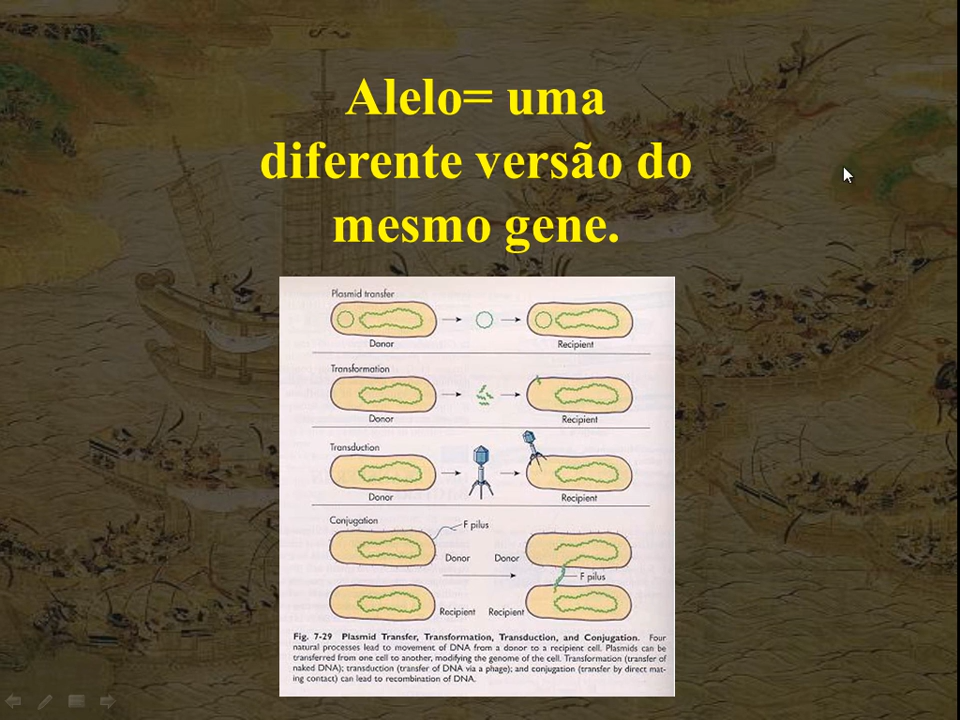 Alelo= uma
diferente versão do
mesmo gene.
Plasmid transfer
Donor
Recipient
Transformation
Donor
Recipient
Transduction
Donor
Recipient
Conjugation
F pilus
Donor
Donor
F pilus
Recipient
Recipient
Fig. 7-29 Plasmid Transfer, Transformation, Transduction, and Conjugation. Four
natural processes lead to movement of DNA from a donor to a recipient cell. Plasmids can be
transferred from one cell to another, modifying the genome of the cell. Transformation (transfer of
naked DNA); transduction (transfer of DNA via a phage); and conjugation (transfer by direct mat-
ing contact) can lead to recombination of DNA.